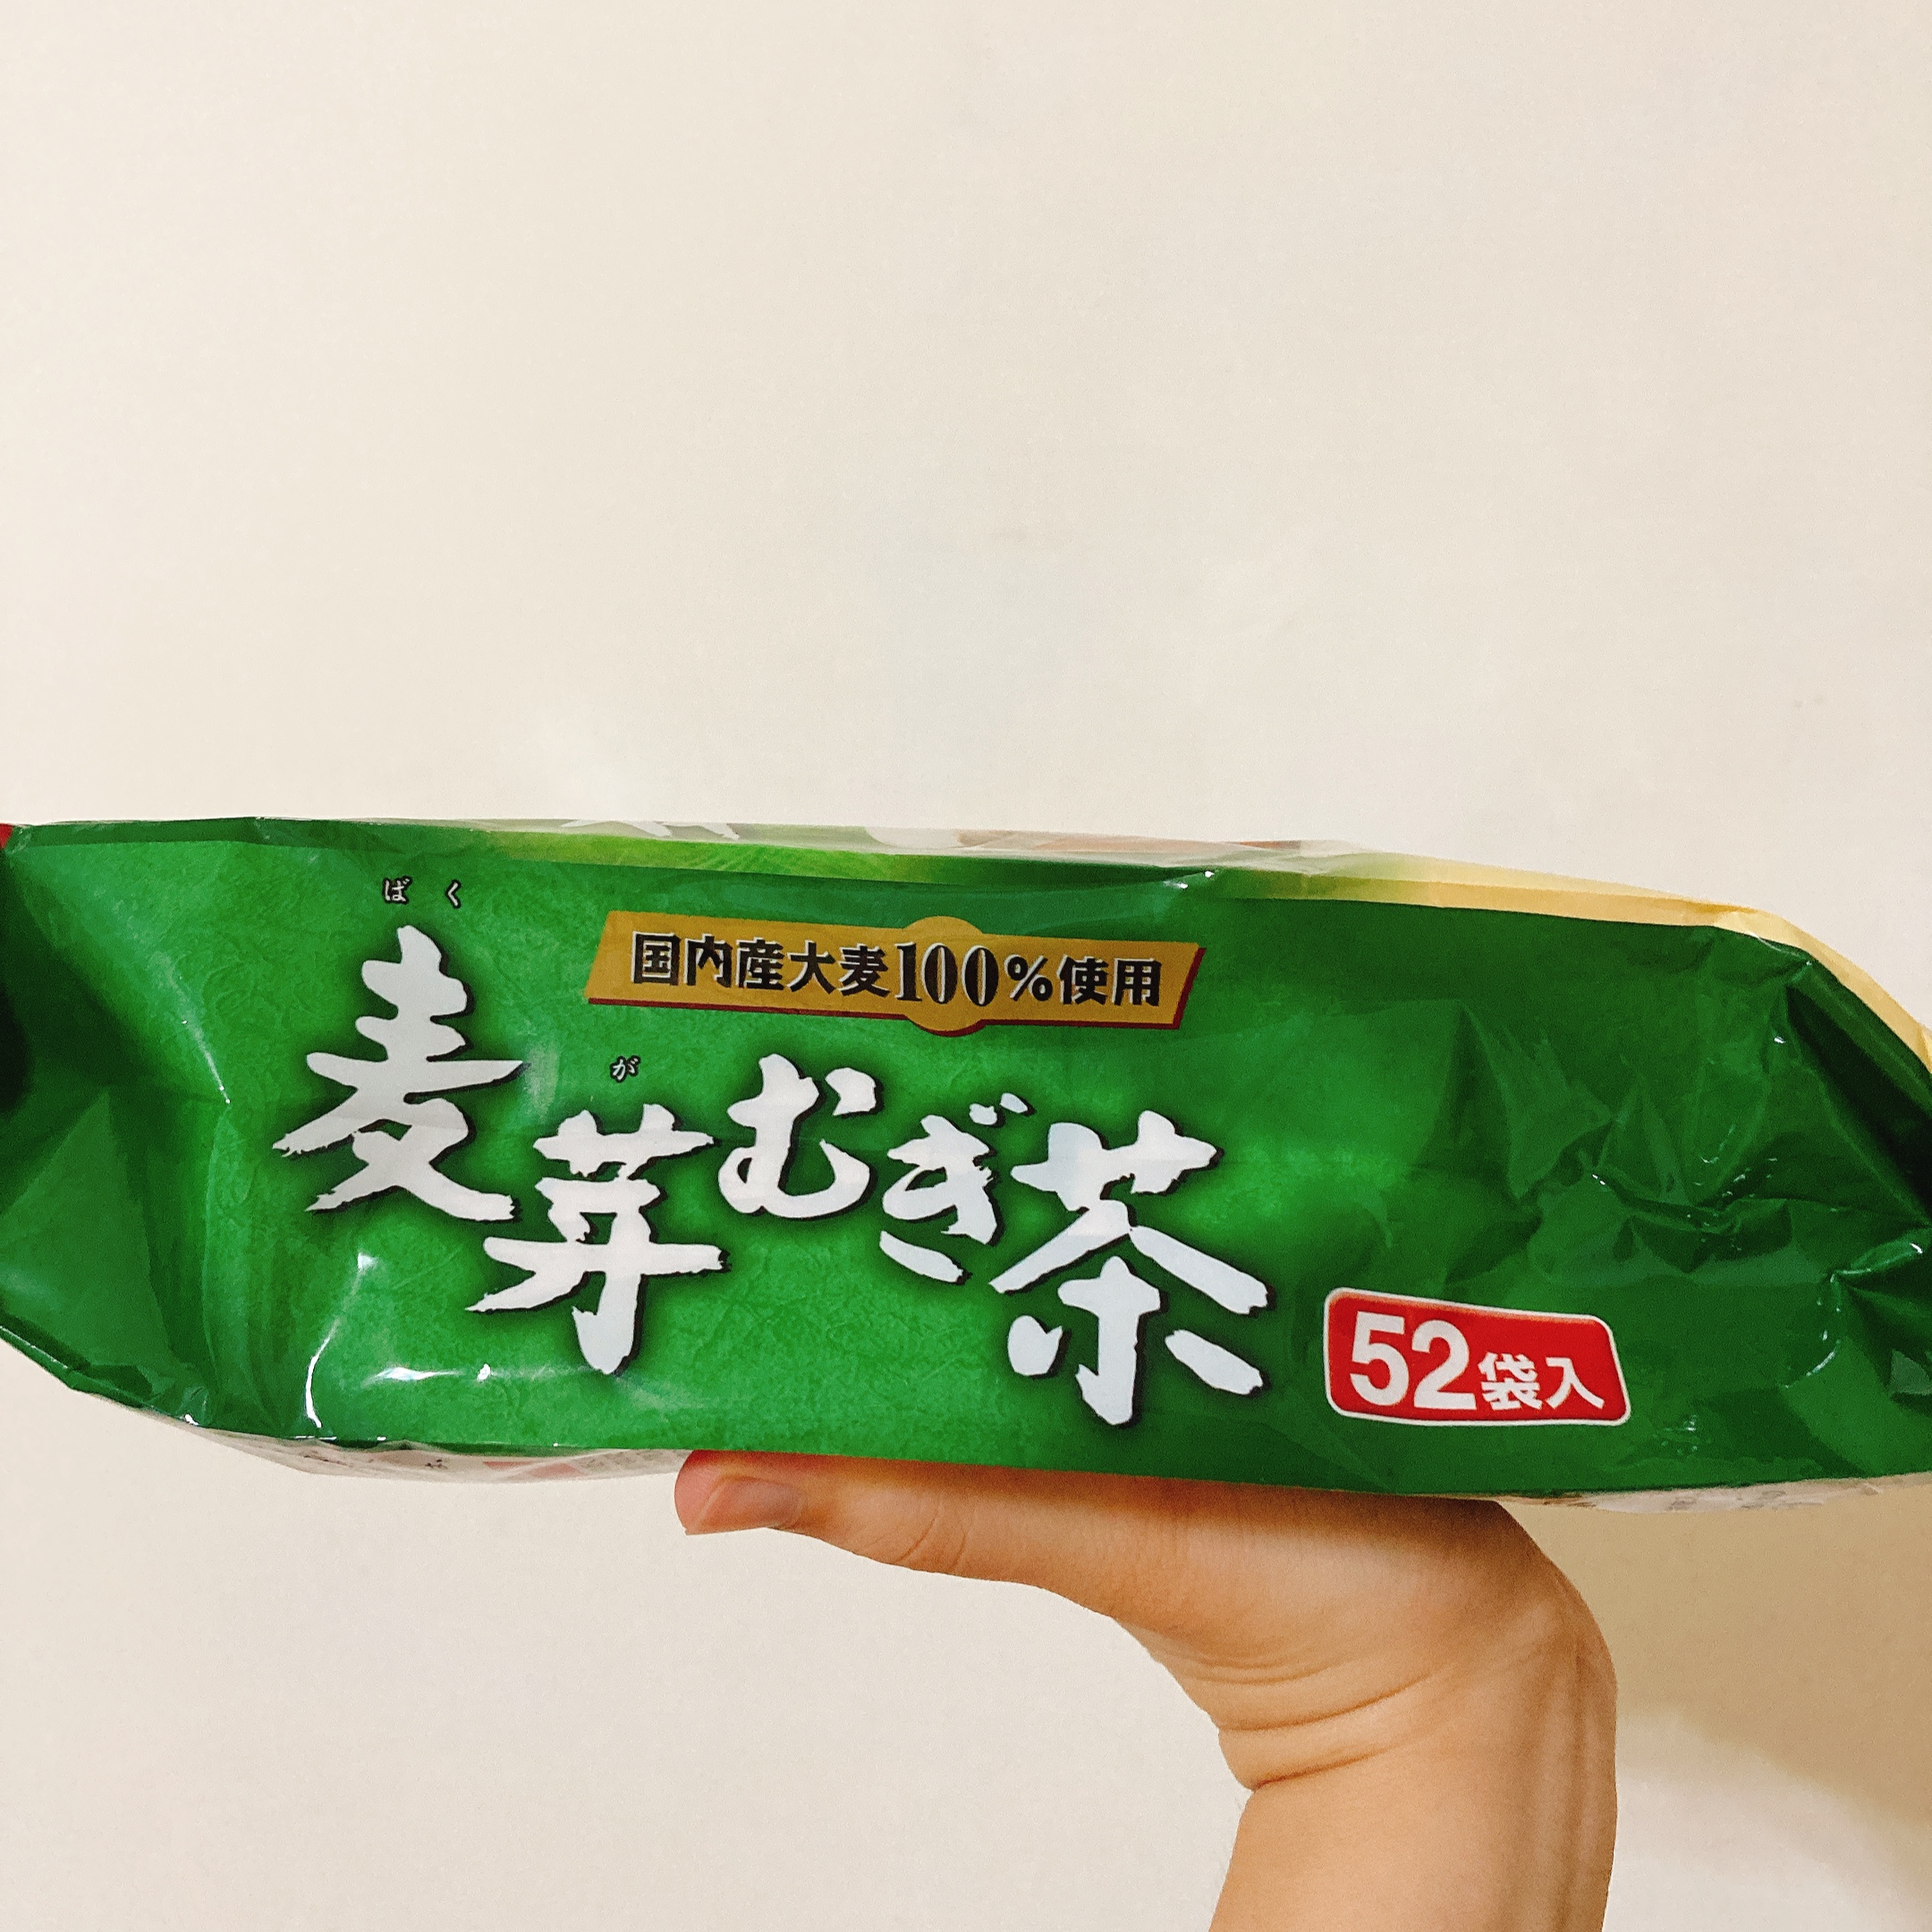 国内産大麦100%使用
ばく
が
麦芽むぎ茶
52袋入